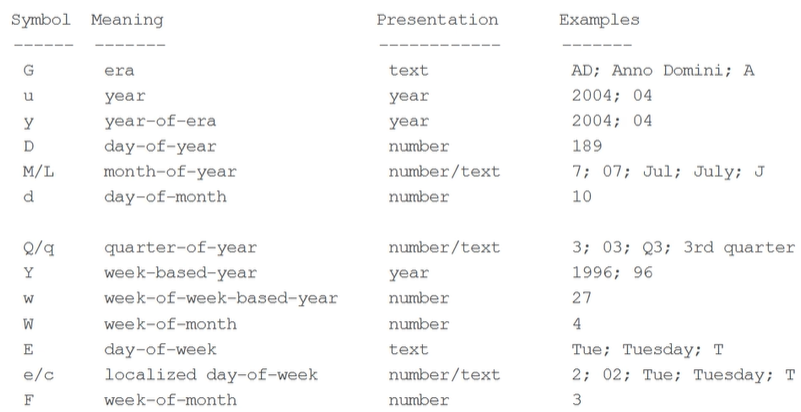 Symbol  Meaning                     Presentation      Examples
------  -------                     ------------      -------
G       era                         text              AD; Anno Domini; A
u       year                        year              2004; 04
y       year-of-era                 year              2004; 04
D       day-of-year                 number            189
M/L     month-of-year               number/text       7; 07; Jul; July; J
d       day-of-month                number            10

Q/q     quarter-of-year             number/text       3; 03; Q3; 3rd quarter
Y       week-based-year             year              1996; 96
w       week-of-week-based-year     number            27
W       week-of-month               number            4
E       day-of-week                 text              Tue; Tuesday; T
e/c     localized day-of-week       number/text       2; 02; Tue; Tuesday; T
F       week-of-month               number            3